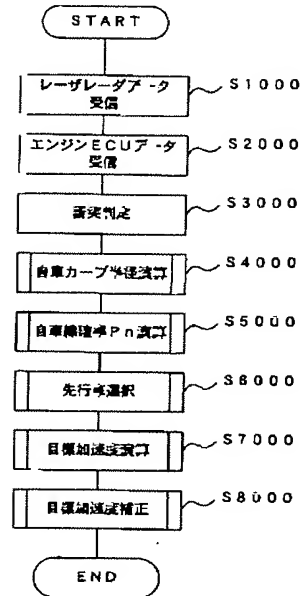 START
レーザレーダデータ
受信
S1000
エンジンECUデータ
受信
S2000
衝突判定
S3000
自車カーブ半径演算
S4000
自車線確率Pn演算
S5000
先行車選択
S6000
目標加速度演算
S7000
目標加速度補正
S8000
END